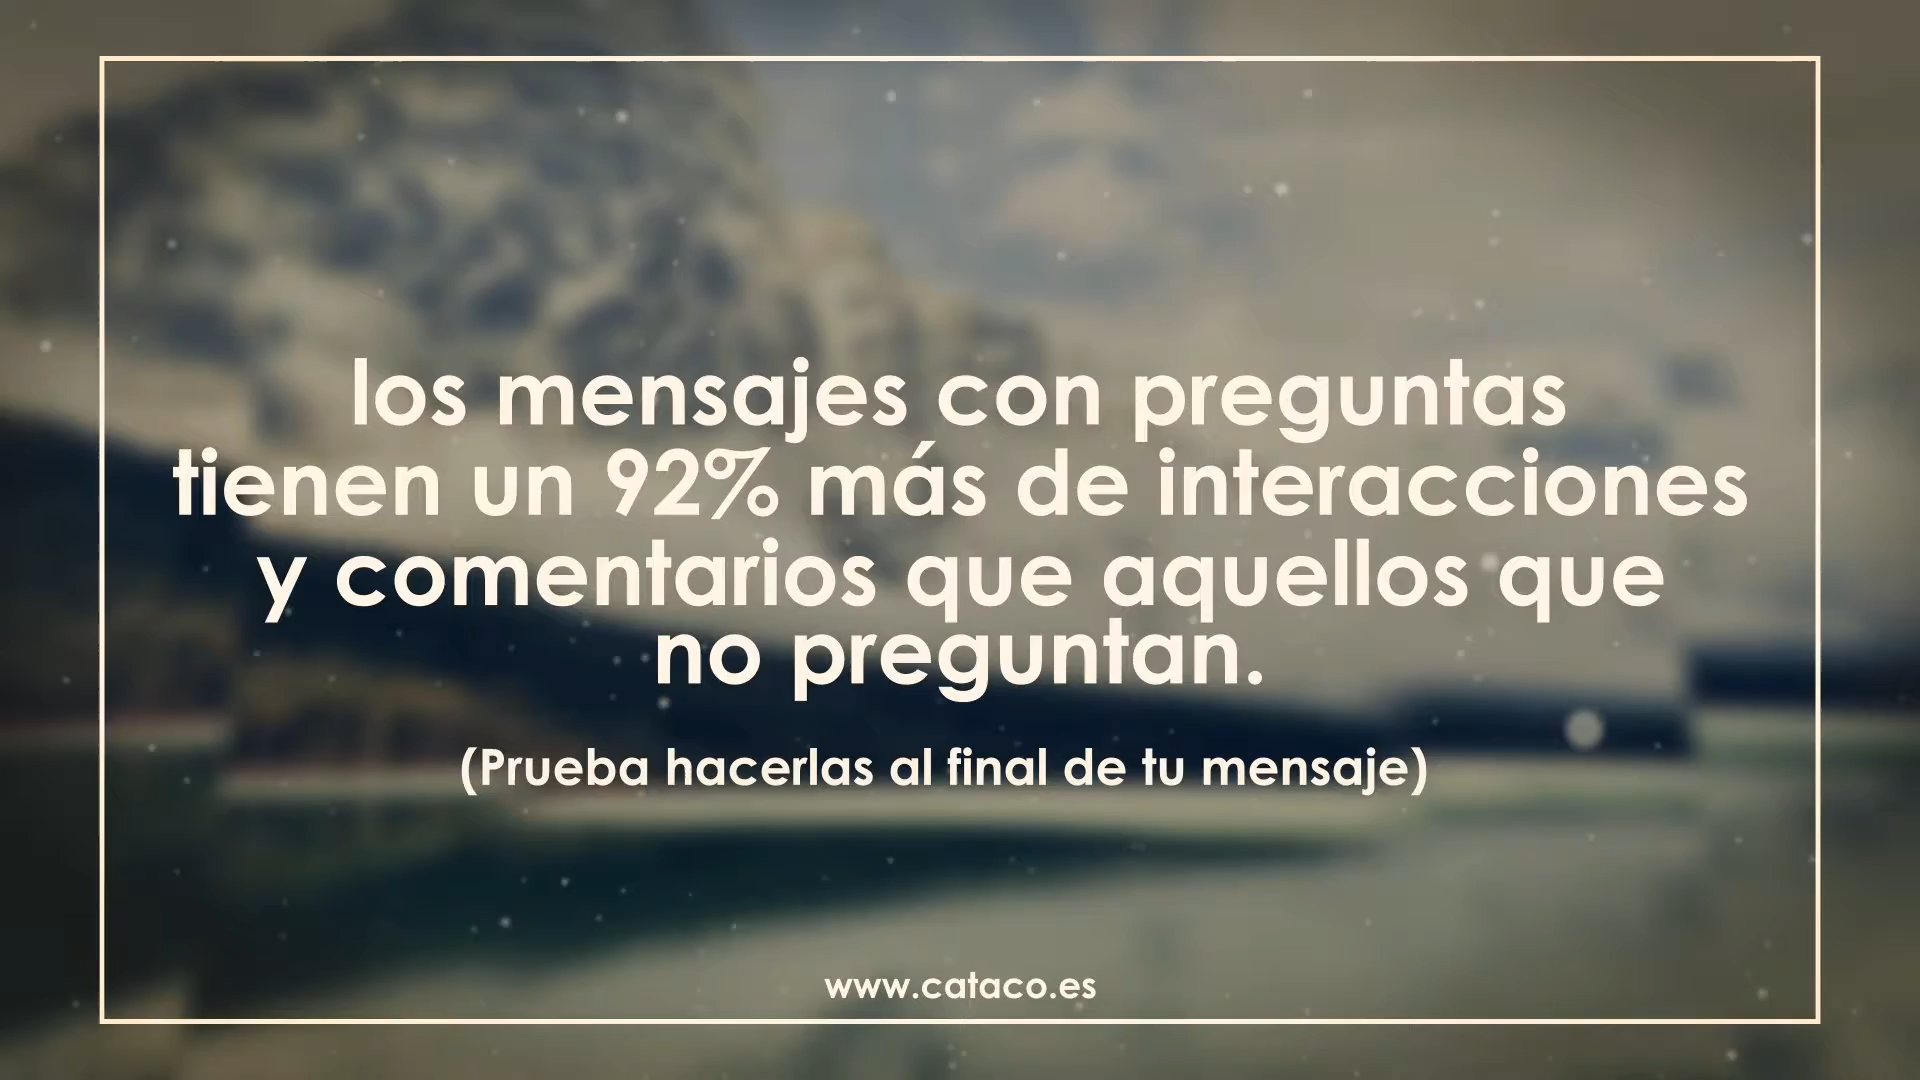 los mensajes con preguntas
tienen un 92% más de interacciones
y comentarios que aquellos que
no preguntan.
(Prueba hacerlas al final de tu mensaje)
www.cataco.es